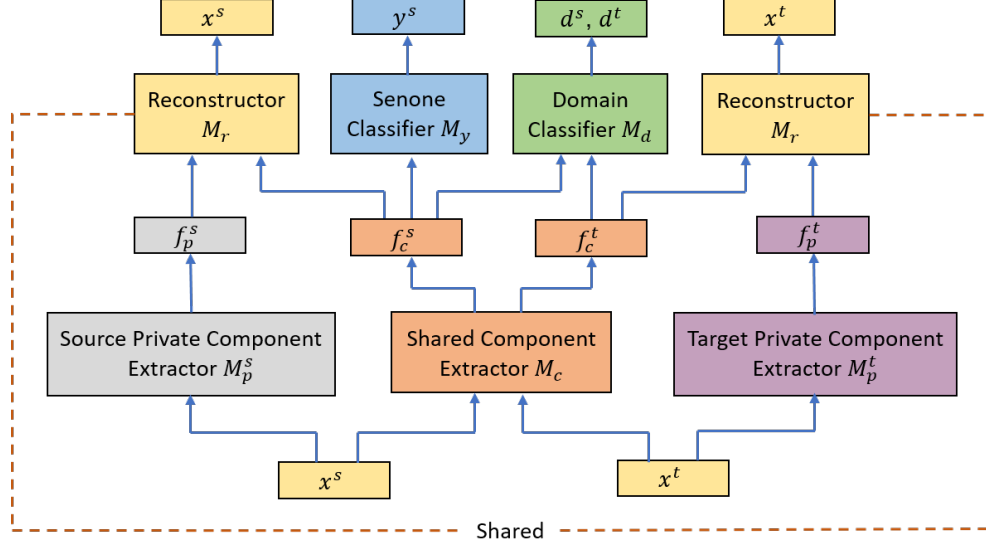 x^s
y^s
d^s, d^t
x^t
Reconstructor
M_r
Senone
Classifier M_y
Domain
Classifier M_d
Reconstructor
M_r
f_p^s
f_c^s
f_c^t
f_p^t
Source Private Component
Extractor M_p^s
Shared Component
Extractor M_c
Target Private Component
Extractor M_p^t
x^s
x^t
Shared